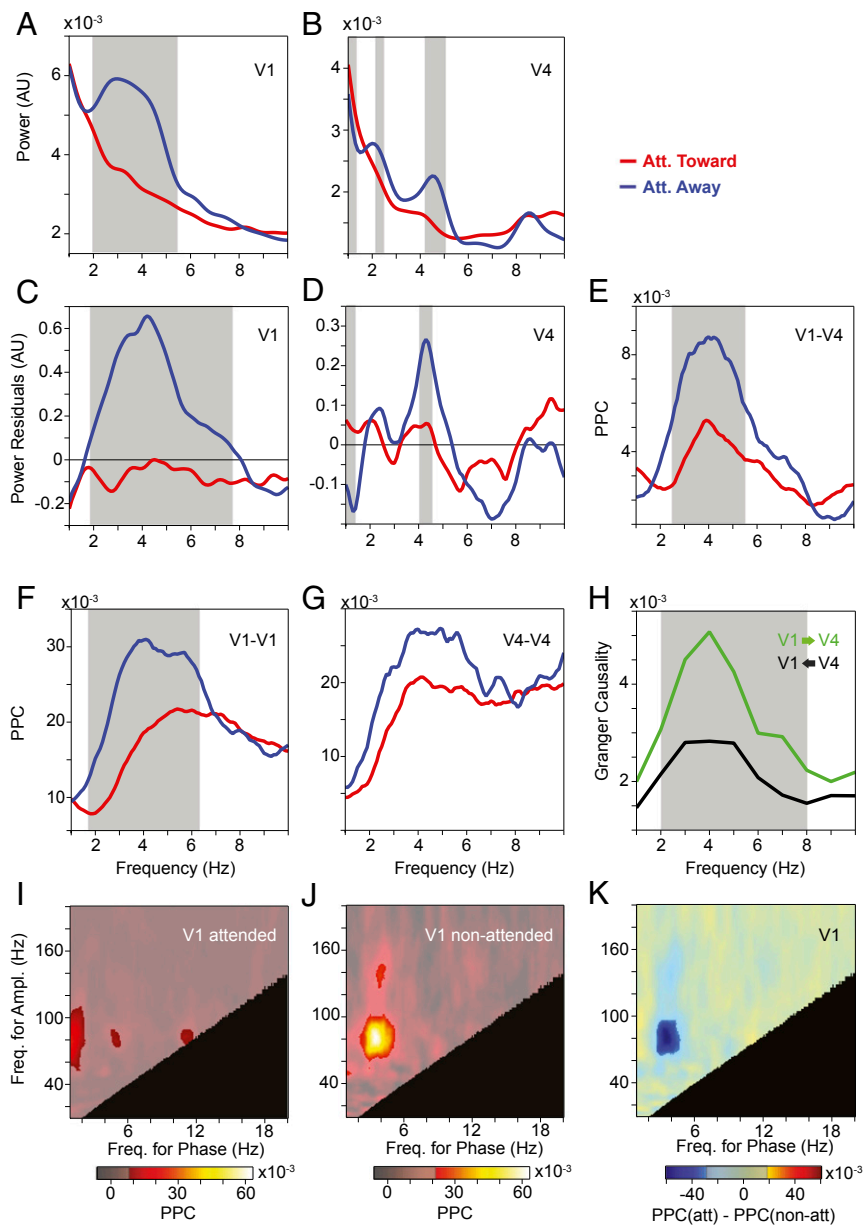 A
x10-3
V1
Power (AU)
6
4
2
2 4 6 8
B
x10-3
V4
4
3
2
2 4 6 8
Att. Toward
Att. Away
C
V1
Power Residuals (AU)
0.6
0.4
0.2
0
-0.2
2 4 6 8
D
V4
0.3
0.2
0.1
0
-0.1
2 4 6 8
E
x10-3
V1-V4
PPC
8
4
2 4 6 8
F
x10-3
V1-V1
PPC
30
20
10
2 4 6 8
Frequency (Hz)
G
x10-3
V4-V4
30
20
10
2 4 6 8
Frequency (Hz)
H
x10-3
V1 V4
V1 V4
Granger Causality
4
2
2 4 6 8
Frequency (Hz)
I
V1 attended
Freq. for Ampl. (Hz)
160
100
40
6 12 18
Freq. for Phase (Hz)
0 30 60
x10-3
PPC
J
V1 non-attended
160
100
40
6 12 18
Freq. for Phase (Hz)
0 30 60
x10-3
PPC
K
V1
160
100
40
6 12 18
Freq. for Phase (Hz)
-40 0 40
x10-3
PPC(att) - PPC(non-att)